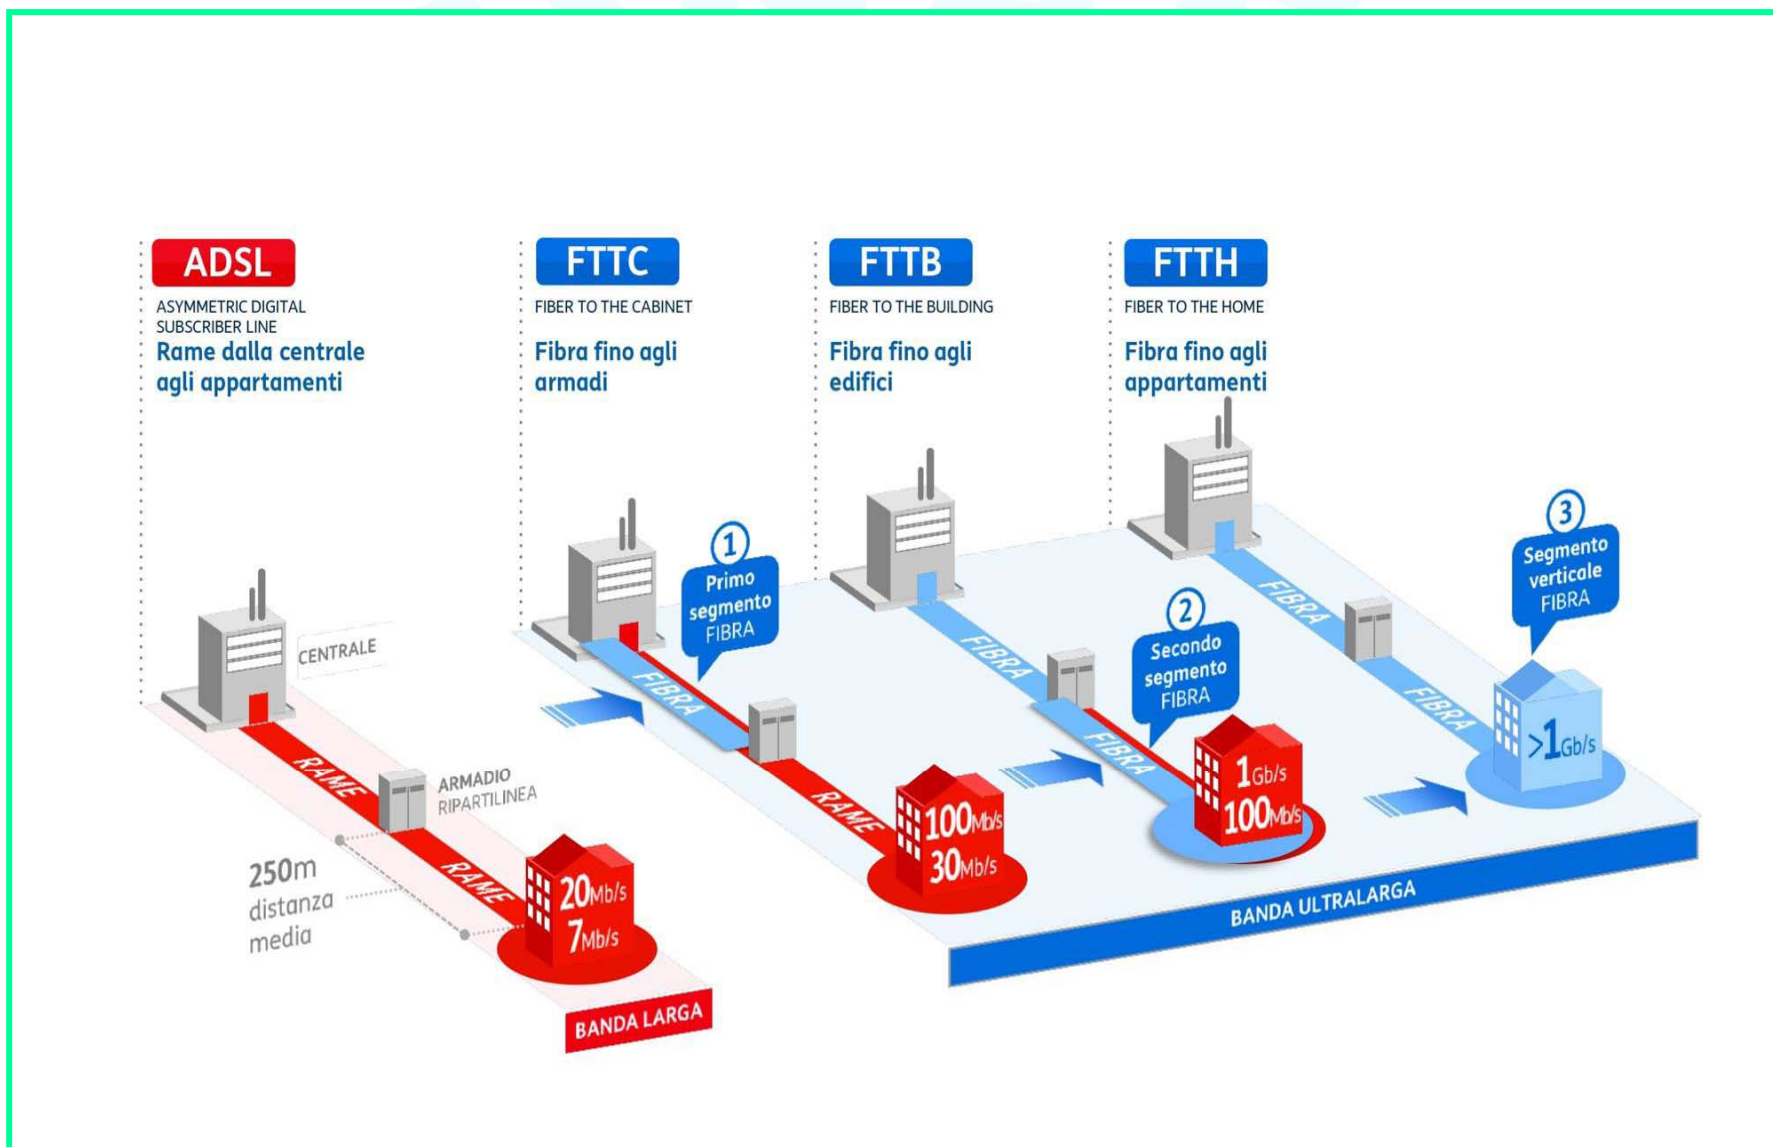 ADSL
ASYMMETRIC DIGITAL
SUBSCRIBER LINE
Rame dalla centrale
agli appartamenti
FTTC
FIBER TO THE CABINET
Fibra fino agli
armadi
FTTB
FIBER TO THE BUILDING
Fibra fino agli
edifici
FTTH
FIBER TO THE HOME
Fibra fino agli
appartamenti
CENTRALE
RAME
ARMADIO
RIPARTILINEA
RAME
250m
distanza
media
20Mb/s
7Mb/s
BANDA LARGA
1
Primo
segmento
FIBRA
FIBRA
RAME
100Mb/s
30Mb/s
FIBRA
2
Secondo
segmento
FIBRA
FIBRA
1Gb/s
100Mb/s
FIBRA
3
Segmento
verticale
FIBRA
FIBRA
>1Gb/s
BANDA ULTRALARGA